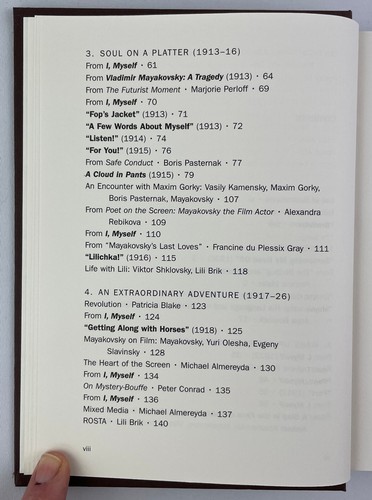 3. SOUL ON A PLATTER (1913–16)
From I, Myself • 61
From Vladimir Mayakovsky: A Tragedy (1913) • 64
From The Futurist Moment • Marjorie Perloff • 69
From I, Myself • 70
"Fop's Jacket" (1913) • 71
"A Few Words About Myself" (1913) • 72
"Listen!" (1914) • 74
"For You!" (1915) • 76
From Safe Conduct • Boris Pasternak • 77
A Cloud in Pants (1915) • 79
An Encounter with Maxim Gorky: Vasily Kamensky, Maxim Gorky,
Boris Pasternak, Mayakovsky • 107
From Poet on the Screen: Mayakovsky the Film Actor • Alexandra
Rebikova • 109
From I, Myself • 110
From "Mayakovsky's Last Loves" • Francine du Plessix Gray • 111
"Lilichka!" (1916) • 115
Life with Lili: Viktor Shklovsky, Lili Brik • 118
4. AN EXTRAORDINARY ADVENTURE (1917–26)
Revolution • Patricia Blake • 123
From I, Myself • 124
"Getting Along with Horses" (1918) • 125
Mayakovsky on Film: Mayakovsky, Yuri Olesha, Evgeny
Slavinsky • 128
The Heart of the Screen • Michael Almereyda • 130
From I, Myself • 134
On Mystery-Bouffe • Peter Conrad • 135
From I, Myself • 136
Mixed Media • Michael Almereyda • 137
ROSTA • Lili Brik • 140
viii